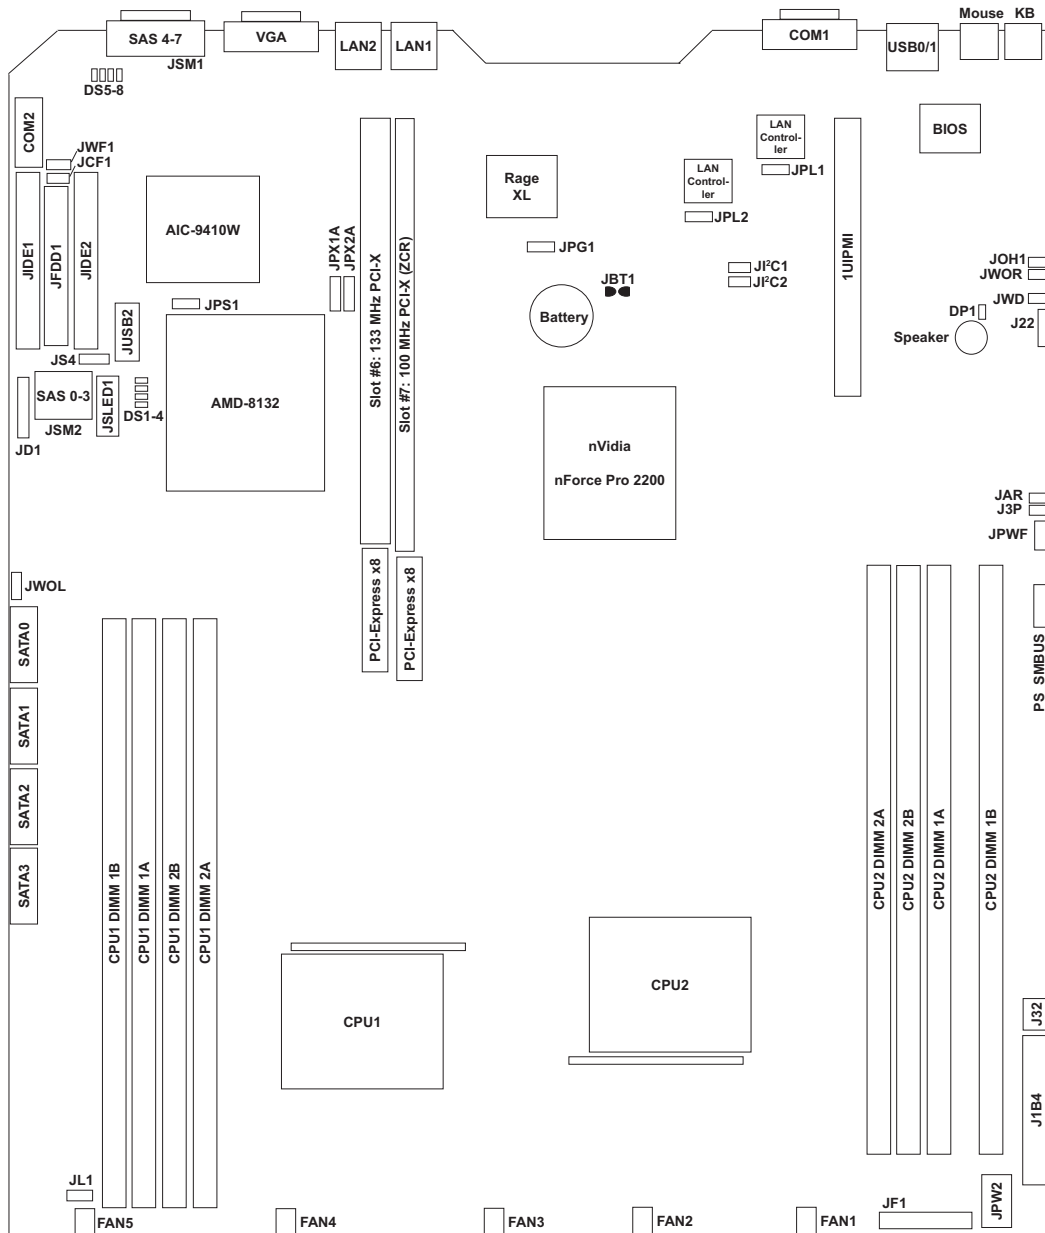 Mouse KB
SAS 4-7
VGA
LAN2
LAN1
COM1
USB0/1
JSM1
DS5-8
COM2
JWF1
JCF1
JIDE1
JFDD1
JIDE2
AIC-9410W
JPX1A
JPX2A
Slot #6: 133 MHz PCI-X
Slot #7: 100 MHz PCI-X (ZCR)
Rage
XL
LAN
Control-
ler
JPL1
LAN
Control-
ler
JPL2
1UIPMI
BIOS
JPG1
JBT1
JI²C1
JI²C2
Battery
JOH1
JWOR
JWD
DP1
J22
Speaker
JPS1
JUSB2
JS4
SAS 0-3
JSLED1
DS1-4
JSM2
JD1
AMD-8132
nVidia
nForce Pro 2200
JAR
J3P
JPWF
JWOL
PCI-Express x8
PCI-Express x8
SATA0
SATA1
SATA2
SATA3
PS SMBUS
CPU1 DIMM 1B
CPU1 DIMM 1A
CPU1 DIMM 2B
CPU1 DIMM 2A
CPU2 DIMM 2A
CPU2 DIMM 2B
CPU2 DIMM 1A
CPU2 DIMM 1B
CPU1
CPU2
J32
J1B4
JL1
JF1
JPW2
FAN5
FAN4
FAN3
FAN2
FAN1